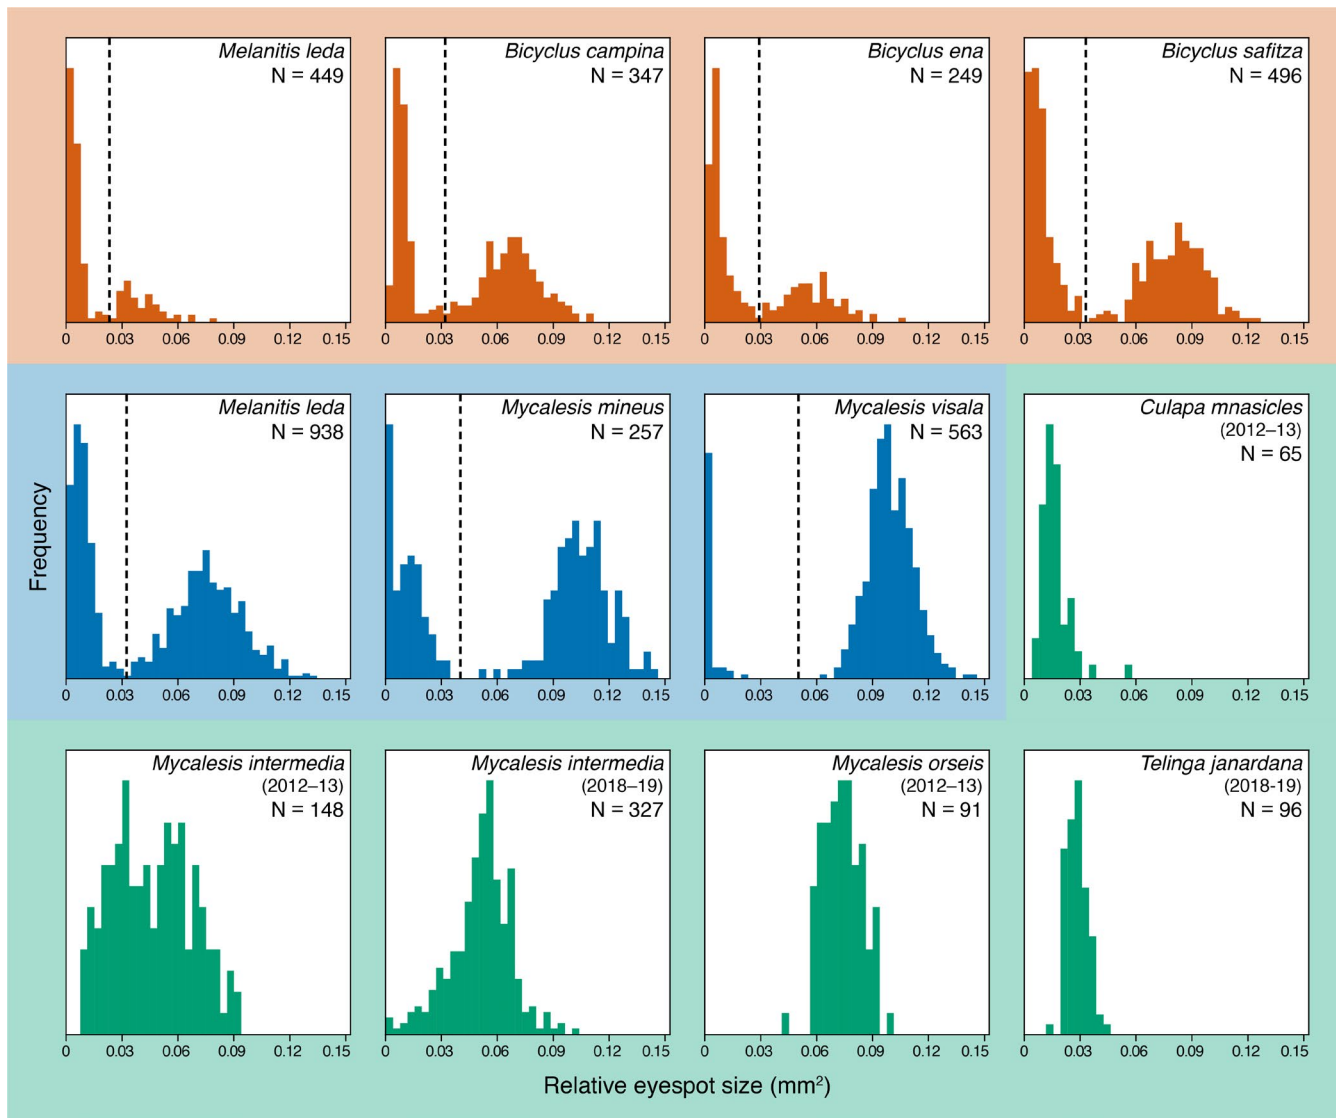 Melanitis leda
N = 449
Bicyclus campina
N = 347
Bicyclus ena
N = 249
Bicyclus safitza
N = 496
0 0.03 0.06 0.09 0.12 0.15
0 0.03 0.06 0.09 0.12 0.15
0 0.03 0.06 0.09 0.12 0.15
0 0.03 0.06 0.09 0.12 0.15
Frequency
Melanitis leda
N = 938
Mycalesis mineus
N = 257
Mycalesis visala
N = 563
Culapa mnasicles
(2012–13)
N = 65
0 0.03 0.06 0.09 0.12 0.15
0 0.03 0.06 0.09 0.12 0.15
0 0.03 0.06 0.09 0.12 0.15
0 0.03 0.06 0.09 0.12 0.15
Mycalesis intermedia
(2012–13)
N = 148
Mycalesis intermedia
(2018–19)
N = 327
Mycalesis orseis
(2012–13)
N = 91
Telinga janardana
(2018-19)
N = 96
0 0.03 0.06 0.09 0.12 0.15
0 0.03 0.06 0.09 0.12 0.15
0 0.03 0.06 0.09 0.12 0.15
0 0.03 0.06 0.09 0.12 0.15
Relative eyespot size (mm²)